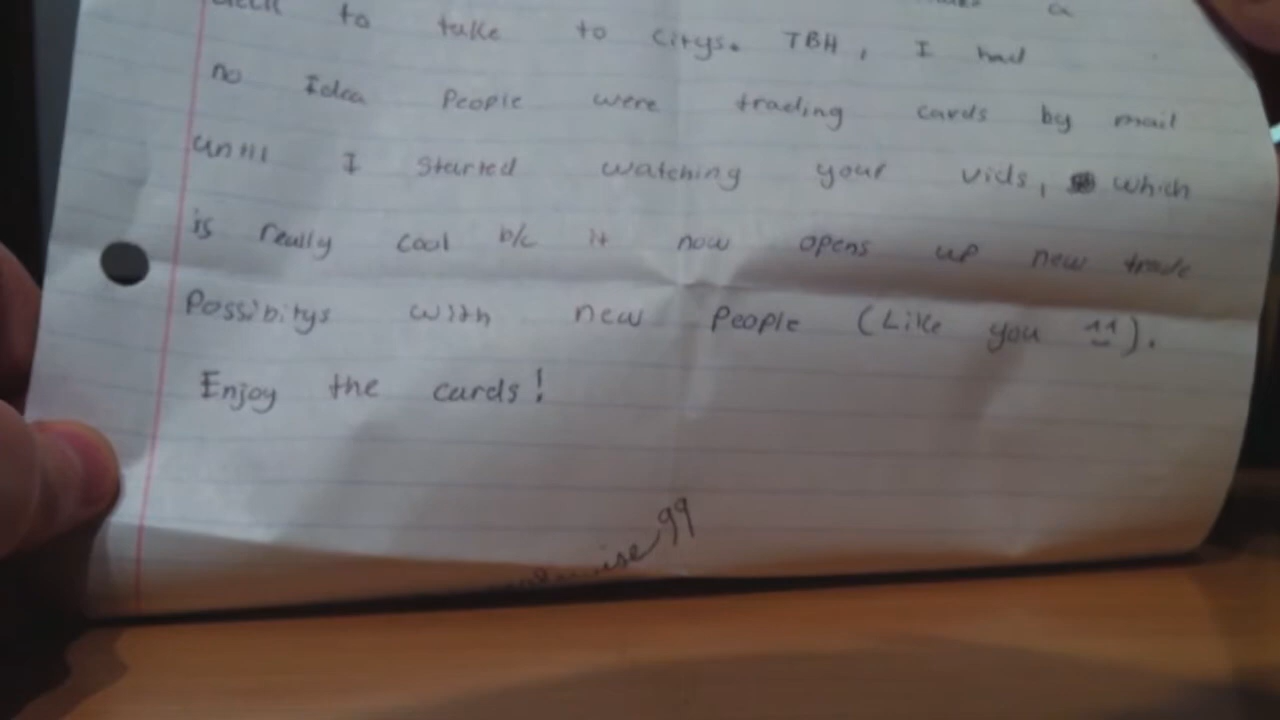 a
to take to Citys. TBH, I had
no Idea People were trading cards by mail
until I started watching your vids, which
is really cool b/c it now opens up new trade
Possibitys with new People (Like you ^^).
Enjoy the cards!
99